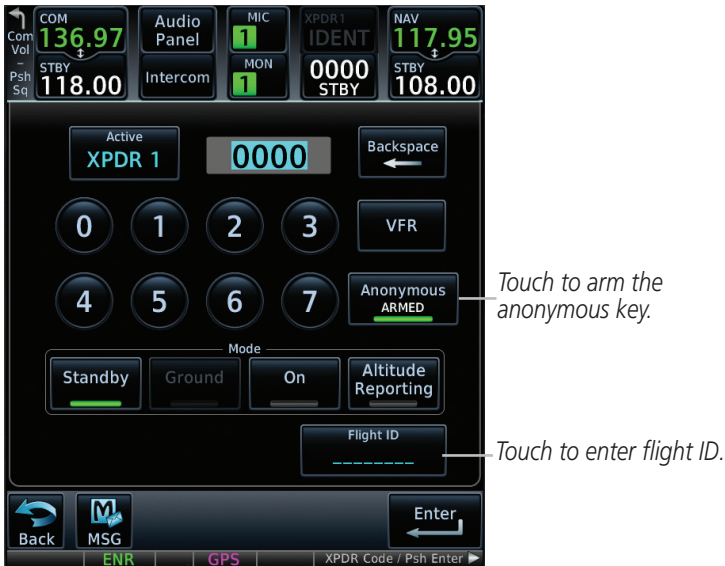 Com
Vol
–
Psh
Sq
COM
136.97
STBY
118.00
Audio
Panel
Intercom
MIC
1
MON
1
XPDR1
IDENT
0000
STBY
NAV
117.95
STBY
108.00
Active
XPDR 1
0000
Backspace
0 1 2 3
VFR
4 5 6 7
Anonymous
ARMED
Touch to arm the
anonymous key.
Mode
Standby
Ground
On
Altitude
Reporting
Flight ID
________
Touch to enter flight ID.
Back
MSG
Enter
ENR
GPS
XPDR Code / Psh Enter